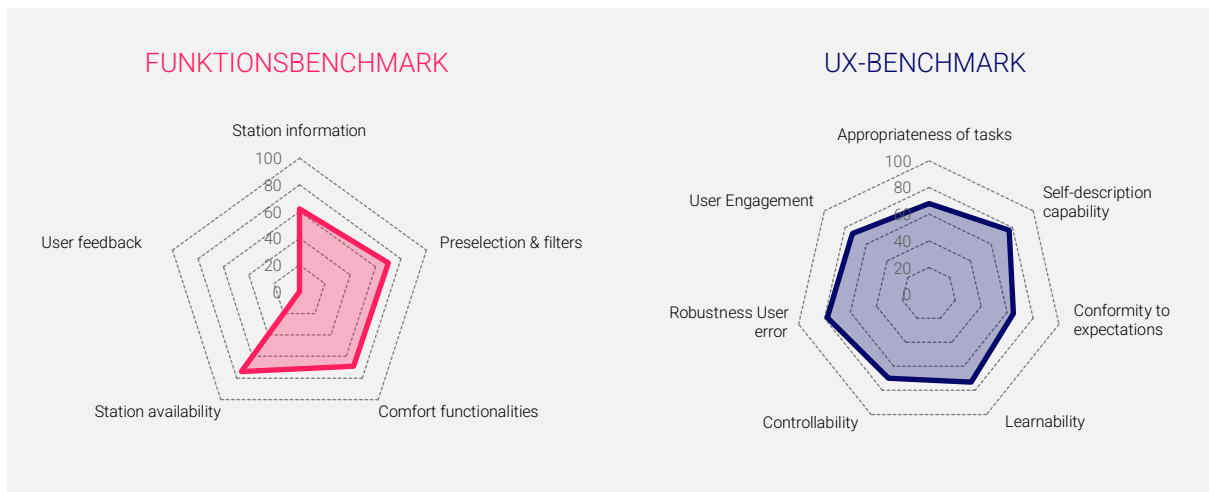 FUNKTIONSBENCHMARK
Station information
100
80
60
40
20
0
User feedback
Preselection & filters
Station availability
Comfort functionalities
UX-BENCHMARK
Appropriateness of tasks
100
80
60
40
20
0
User Engagement
Self-description
capability
Robustness User
error
Conformity to
expectations
Controllability
Learnability